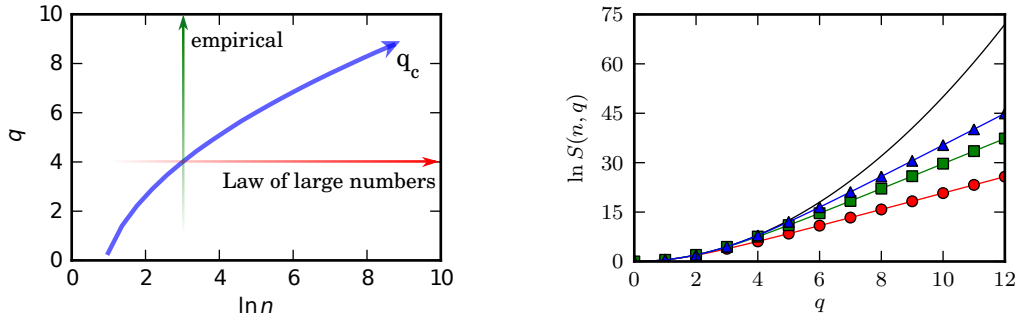 10
8
6
4
2
0
q
empirical
q_c
Law of large numbers
0 2 4 6 8 10
ln n
75
60
45
30
15
0
ln S(n, q)
0 2 4 6 8 10 12
q